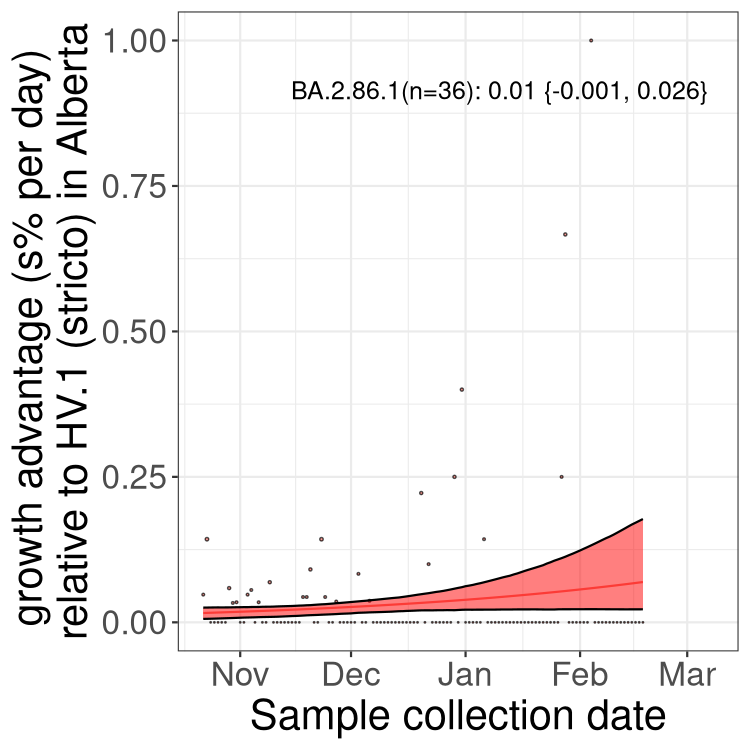 growth advantage (s% per day)
relative to HV.1 (stricto) in Alberta
1.00
0.75
0.50
0.25
0.00
BA.2.86.1(n=36): 0.01 {-0.001, 0.026}
Nov Dec Jan Feb Mar
Sample collection date